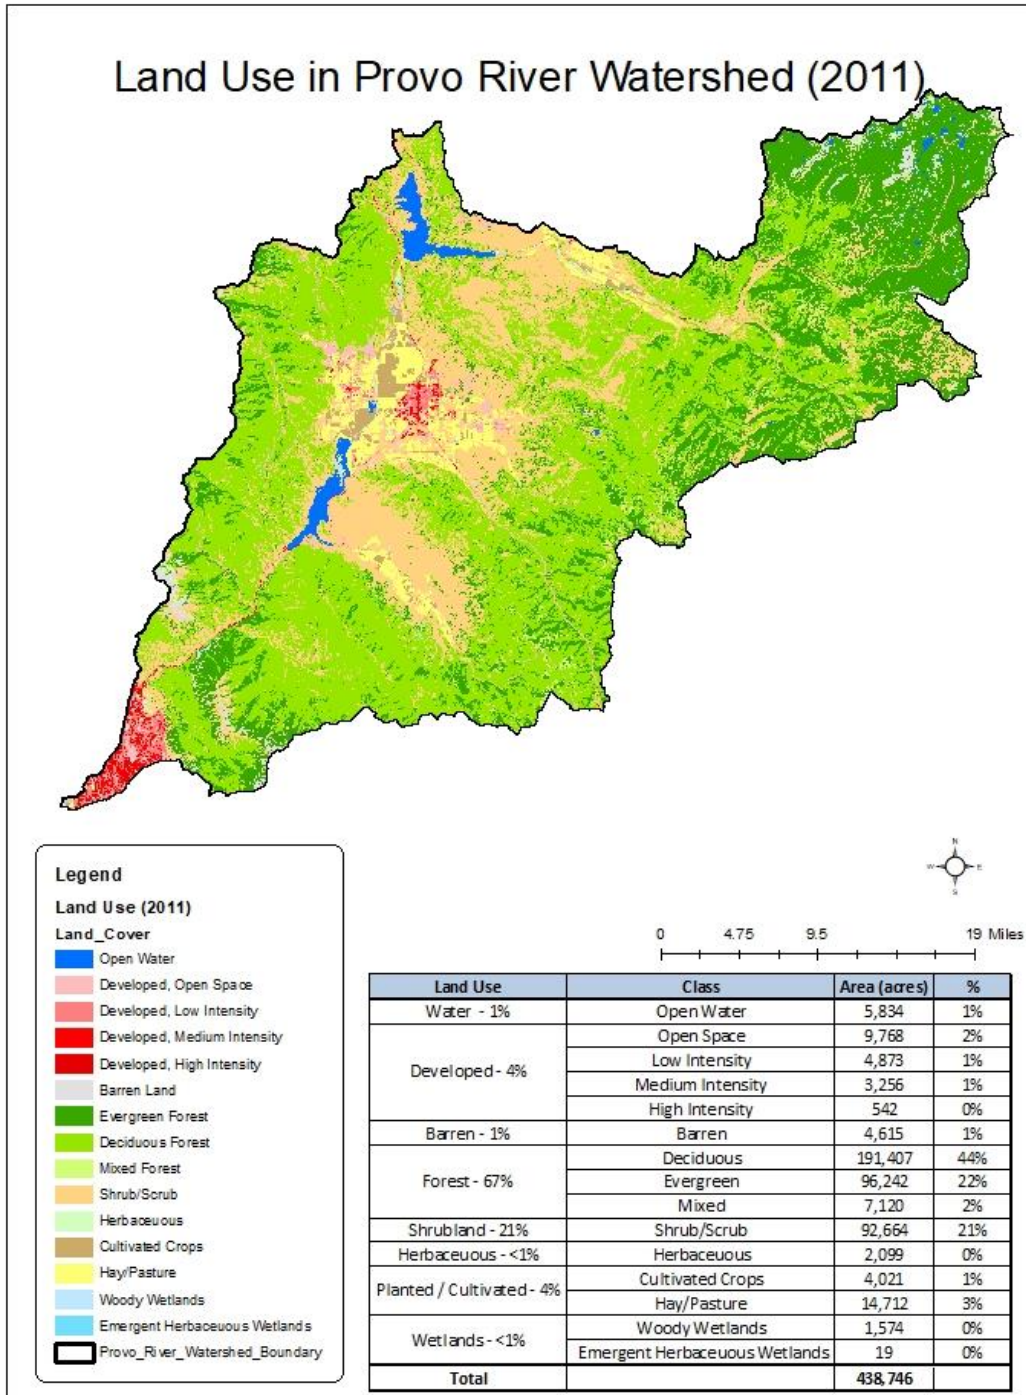 Land Use in Provo River Watershed (2011)
Legend
Land Use (2011)
Land_Cover
Open Water
Developed, Open Space
Developed, Low Intensity
Developed, Medium Intensity
Developed, High Intensity
Barren Land
Evergreen Forest
Deciduous Forest
Mixed Forest
Shrub/Scrub
Herbaceuous
Cultivated Crops
Hay/Pasture
Woody Wetlands
Emergent Herbaceuous Wetlands
Provo_River_Watershed_Boundary
N
W E
S
0 4.75 9.5 19 Miles
Land Use Class Area (acres) %
Water - 1% Open Water 5,834 1%
Developed - 4% Open Space 9,768 2%
Low Intensity 4,873 1%
Medium Intensity 3,256 1%
High Intensity 542 0%
Barren - 1% Barren 4,615 1%
Forest - 67% Deciduous 191,407 44%
Evergreen 96,242 22%
Mixed 7,120 2%
Shrubland - 21% Shrub/Scrub 92,664 21%
Herbaceuous - <1% Herbaceuous 2,099 0%
Planted / Cultivated - 4% Cultivated Crops 4,021 1%
Hay/Pasture 14,712 3%
Wetlands - <1% Woody Wetlands 1,574 0%
Emergent Herbaceuous Wetlands 19 0%
Total 438,746